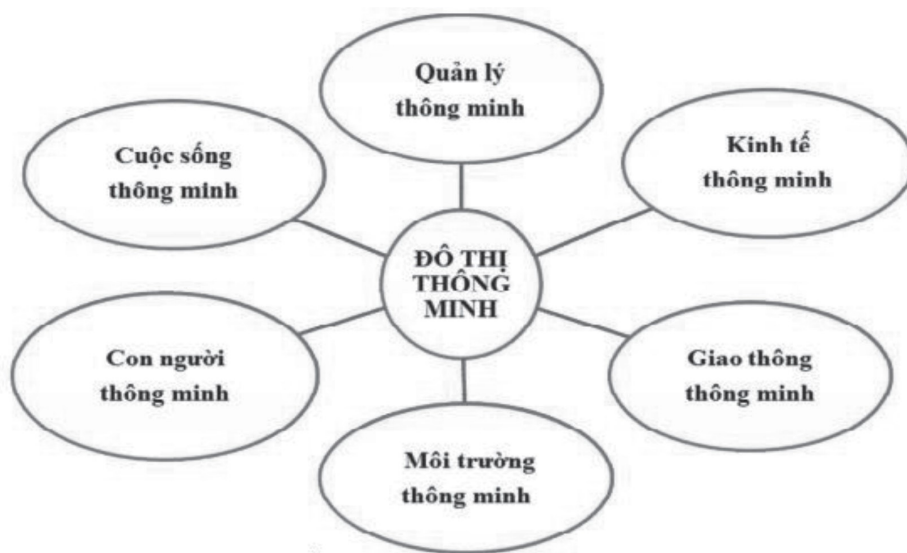 Quản lý
thông minh
Kinh tế
thông minh
Cuộc sống
thông minh
ĐÔ THỊ
THÔNG
MINH
Con người
thông minh
Giao thông
thông minh
Môi trường
thông minh